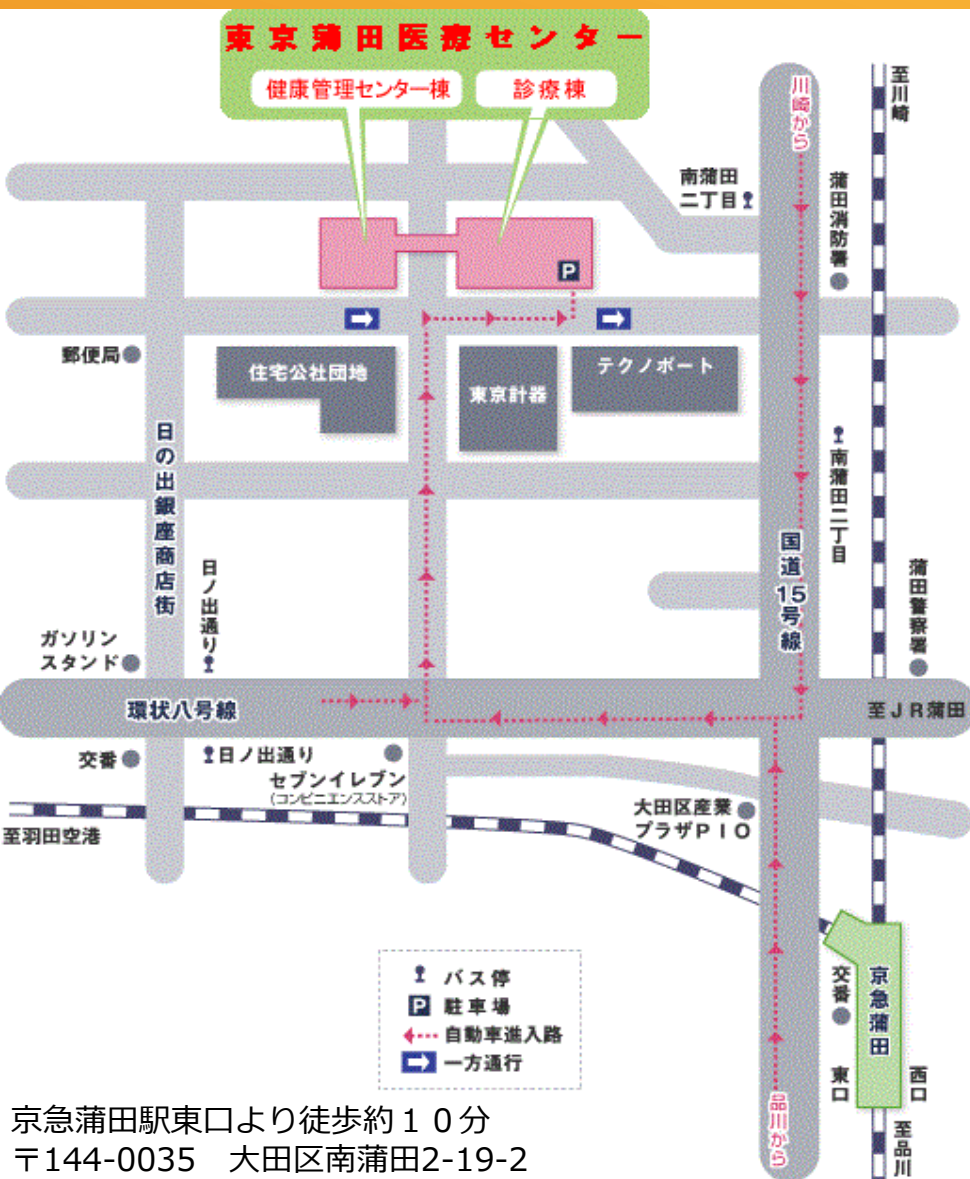 東京蒲田医療センター
健康管理センター棟
診療棟
川崎から
至川崎
南蒲田
二丁目
蒲田消防署
P
郵便局
住宅公社団地
東京計器
テクノポート
日の出銀座商店街
南蒲田二丁目
国道15号線
日ノ出通り
蒲田警察署
ガソリン
スタンド
環状八号線
至JR蒲田
交番
日ノ出通り
セブンイレブン
(コンビニエンスストア)
大田区産業
プラザPIO
至羽田空港
バス停
P 駐車場
自動車進入路
一方通行
交番
京急蒲田
東口
西口
品川から
至品川
京急蒲田駅東口より徒歩約10分
〒144-0035 大田区南蒲田2-19-2